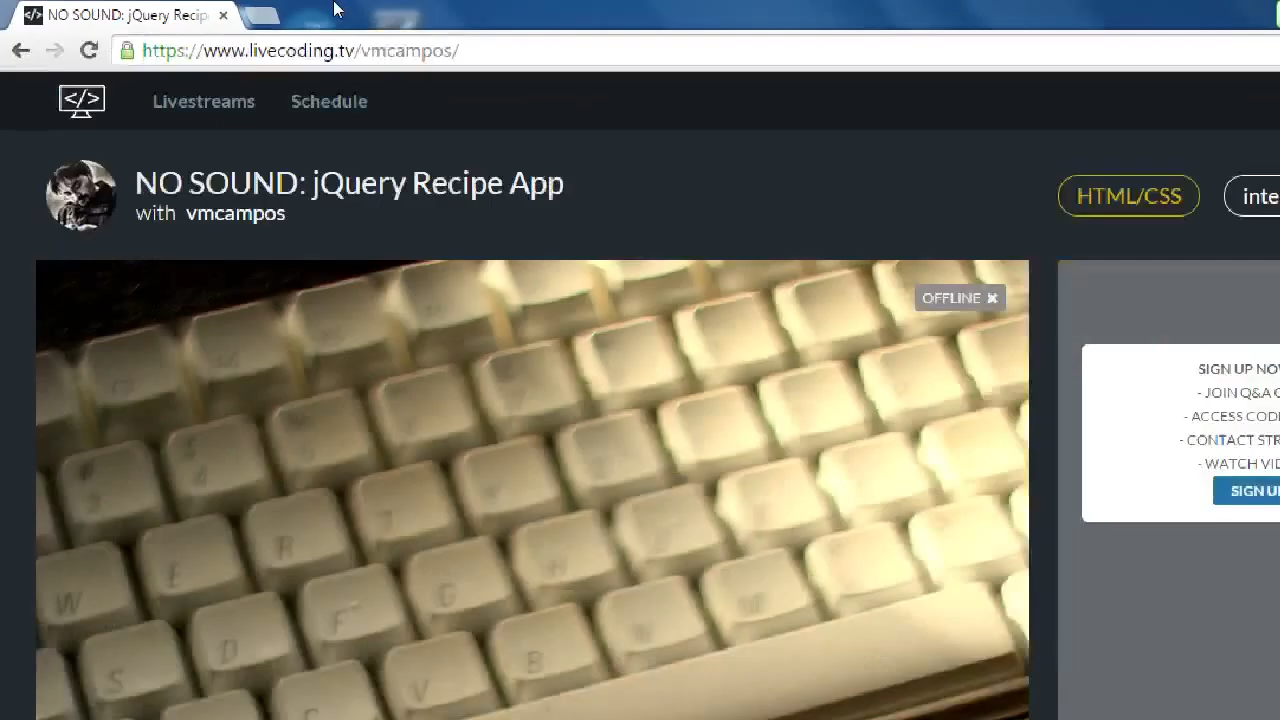 NO SOUND: jQuery Recip
https://www.livecoding.tv/vmcampos/
</>
Livestreams
Schedule
NO SOUND: jQuery Recipe App
with vmcampos
HTML/CSS
inte
OFFLINE ×
SIGN UP NOW
- JOIN Q&A
- ACCESS CODI
- CONTACT STR
- WATCH VID
SIGN U
R
W
E
G
H
F
D
S
B
V